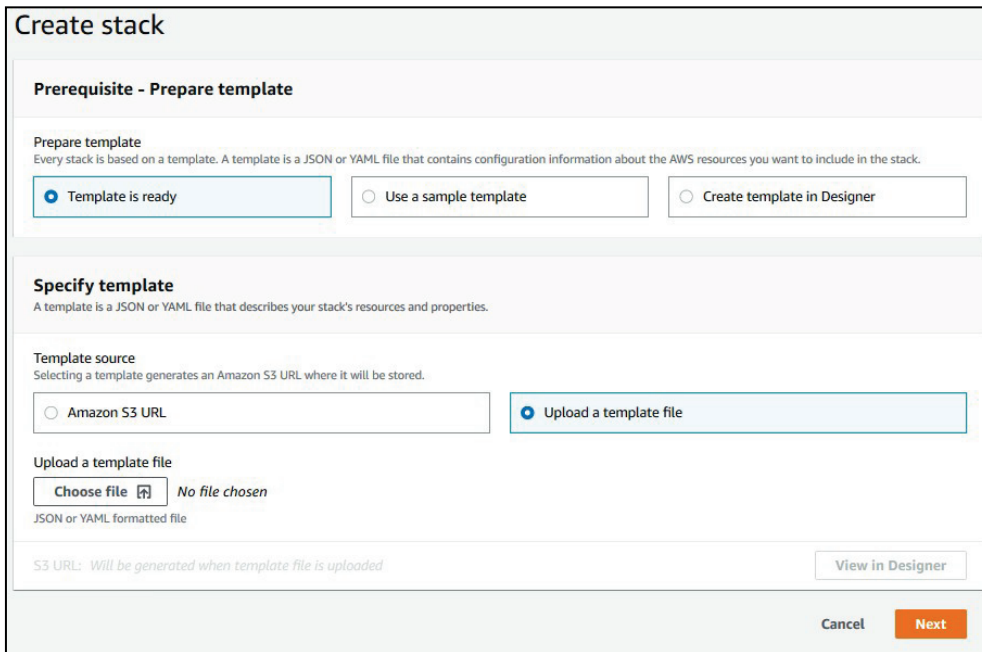 Create stack
Prerequisite - Prepare template
Prepare template
Every stack is based on a template. A template is a JSON or YAML file that contains configuration information about the AWS resources you want to include in the stack.
Template is ready
Use a sample template
Create template in Designer
Specify template
A template is a JSON or YAML file that describes your stack's resources and properties.
Template source
Selecting a template generates an Amazon S3 URL where it will be stored.
Amazon S3 URL
Upload a template file
Upload a template file
Choose file
No file chosen
JSON or YAML formatted file
S3 URL: Will be generated when template file is uploaded
View in Designer
Cancel
Next